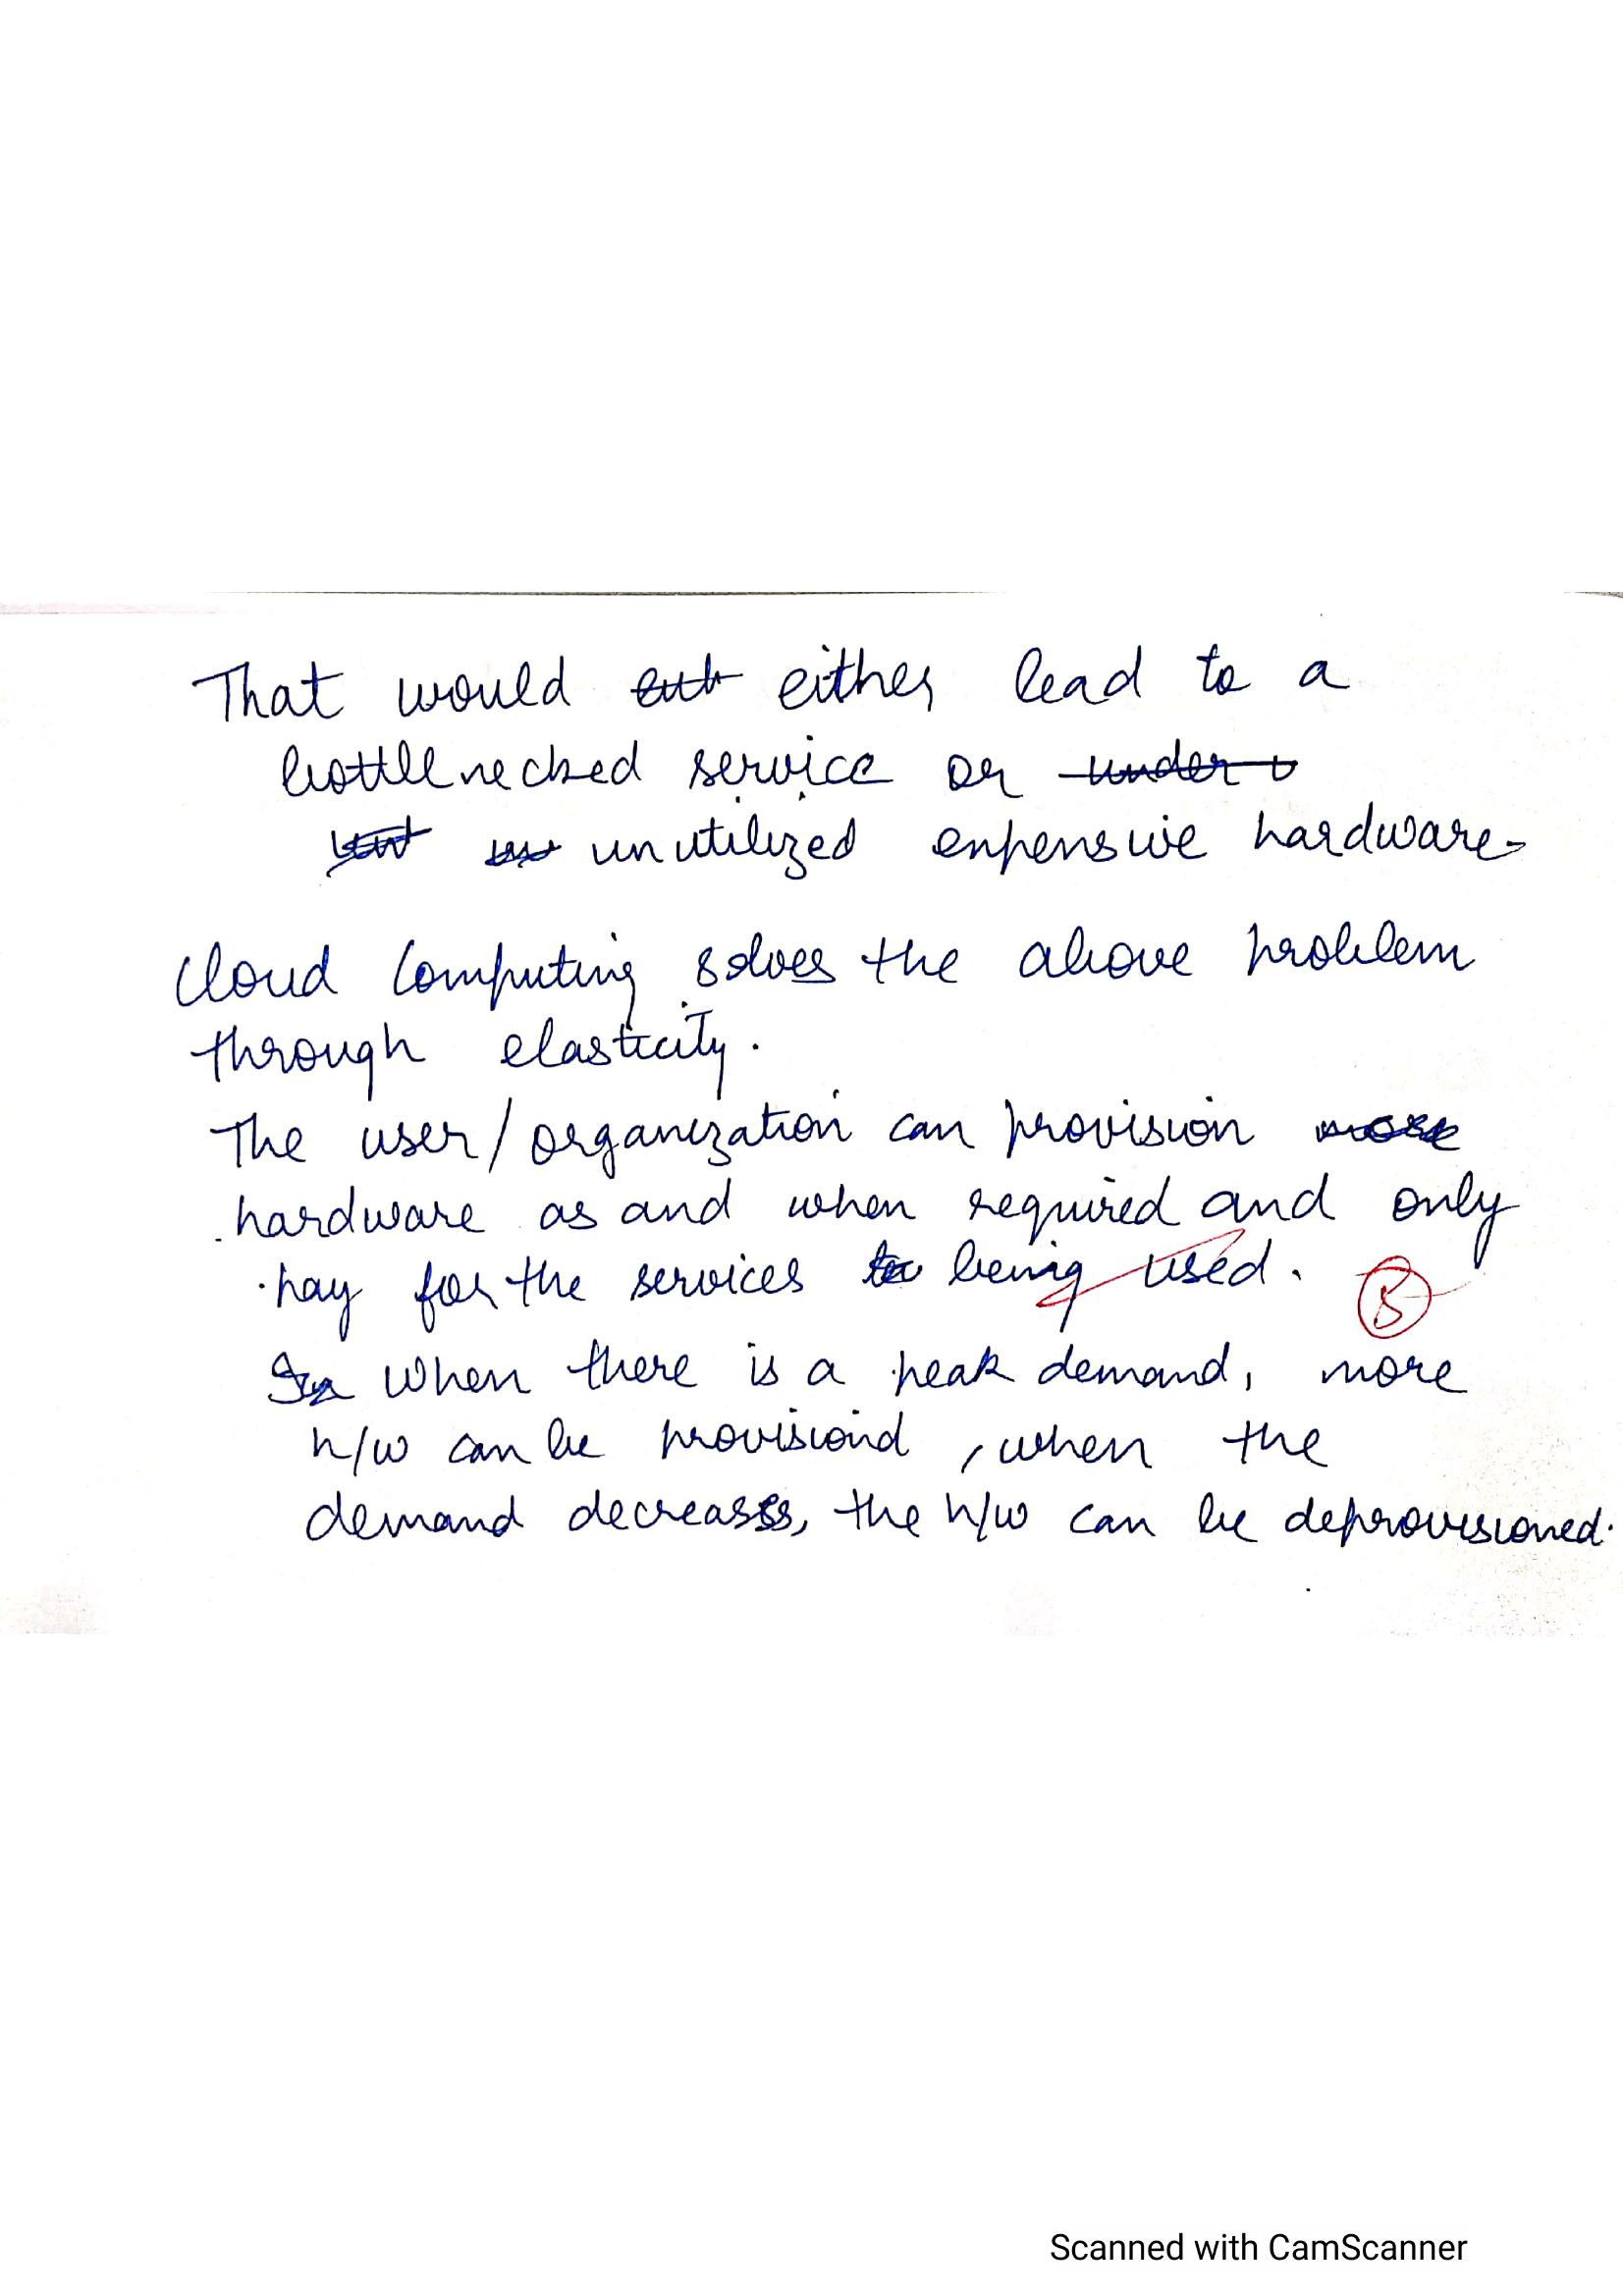 That would either lead to a
bottlenecked service or under u
unutilized expensive hardware.
Cloud Computing solves the above problem
through elasticity.
The user/organization can provision more
hardware as and when required and only
pay for the services being used.
When there is a peak demand, more
h/w can be provisiond, when the
demand decreases, the h/w can be deprovisioned.
Scanned with CamScanner